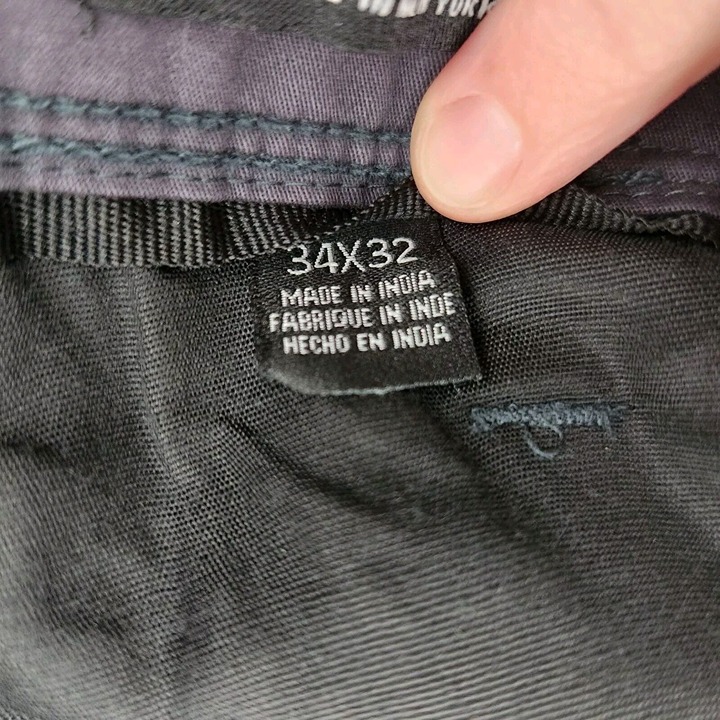 34X32
MADE IN INDIA
FABRIQUE IN INDE
HECHO EN INDIA